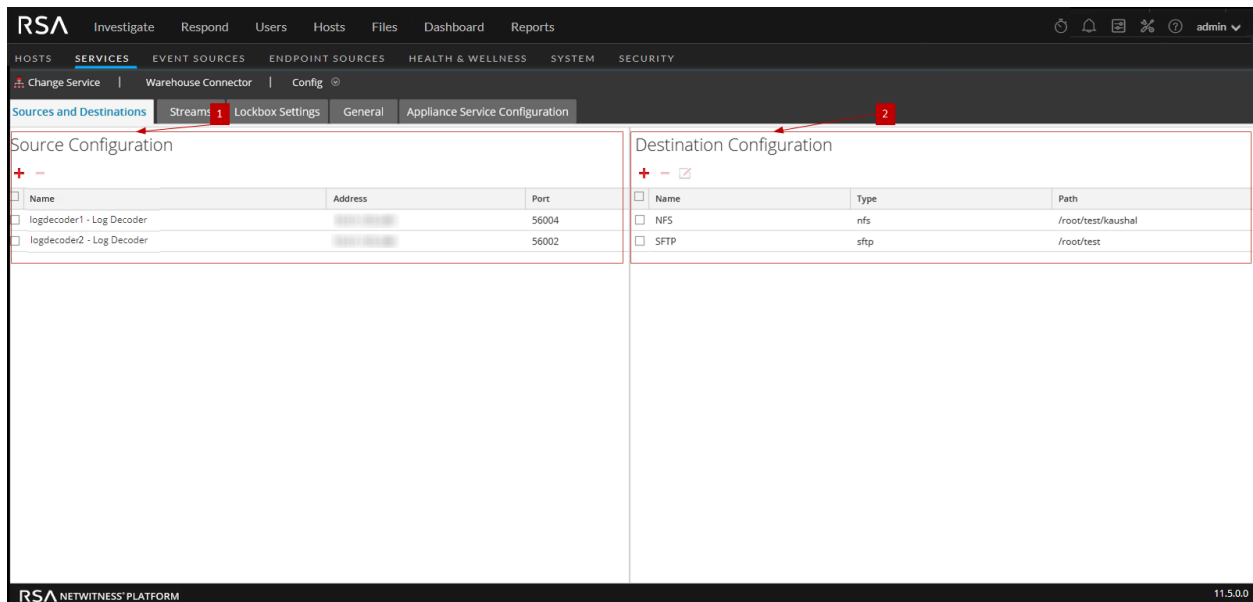 RSA Investigate Respond Users Hosts Files Dashboard Reports admin
HOSTS SERVICES EVENT SOURCES ENDPOINT SOURCES HEALTH & WELLNESS SYSTEM SECURITY
Change Service | Warehouse Connector | Config
Sources and Destinations Streams 1 Lockbox Settings General Appliance Service Configuration 2
Source Configuration
Name Address Port
logdecoder1 - Log Decoder 56004
logdecoder2 - Log Decoder 56002
Destination Configuration
Name Type Path
NFS nfs /root/test/kaushal
SFTP sftp /root/test
RSA NETWITNESS® PLATFORM 11.5.0.0